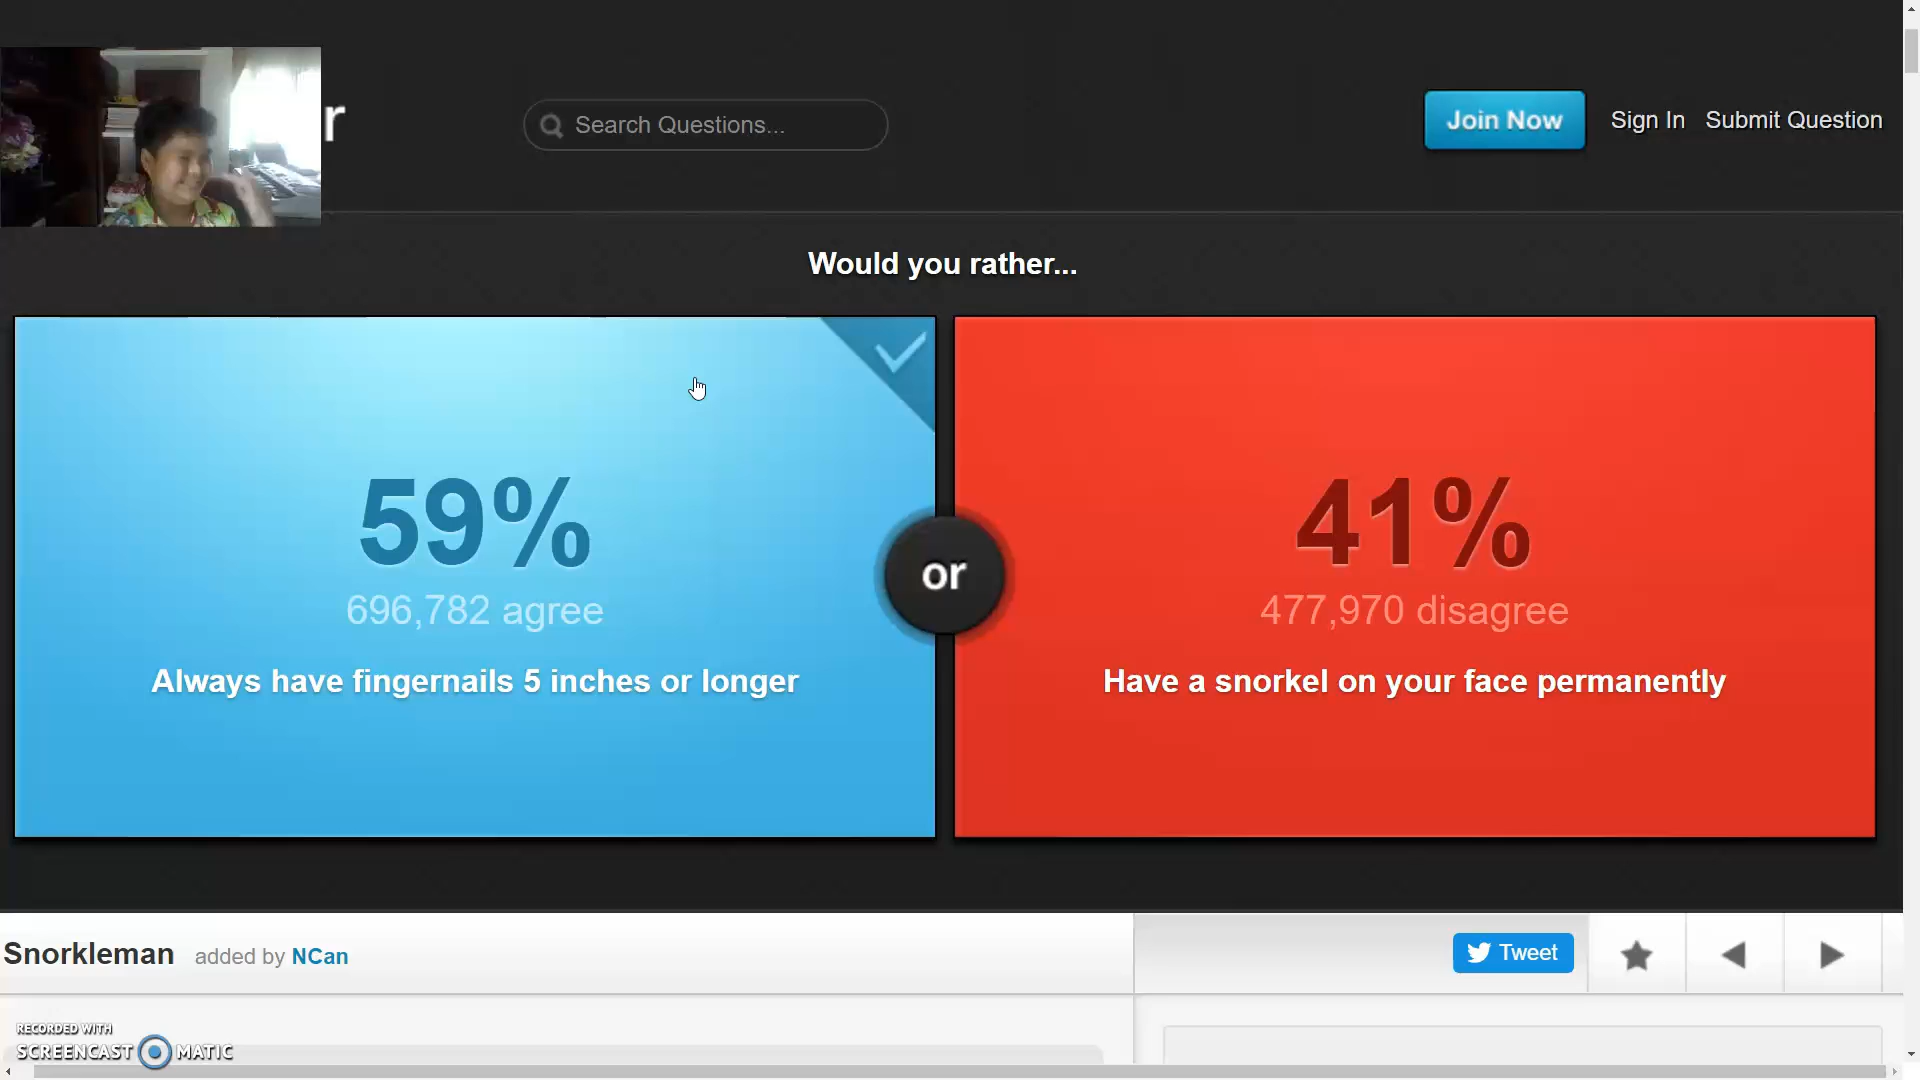 r
Search Questions...
Join Now
Sign In
Submit Question
Would you rather...
59%
696,782 agree
Always have fingernails 5 inches or longer
or
41%
477,970 disagree
Have a snorkel on your face permanently
Snorkleman added by NCan
Tweet
RECORDED WITH
SCREENCAST MATIC